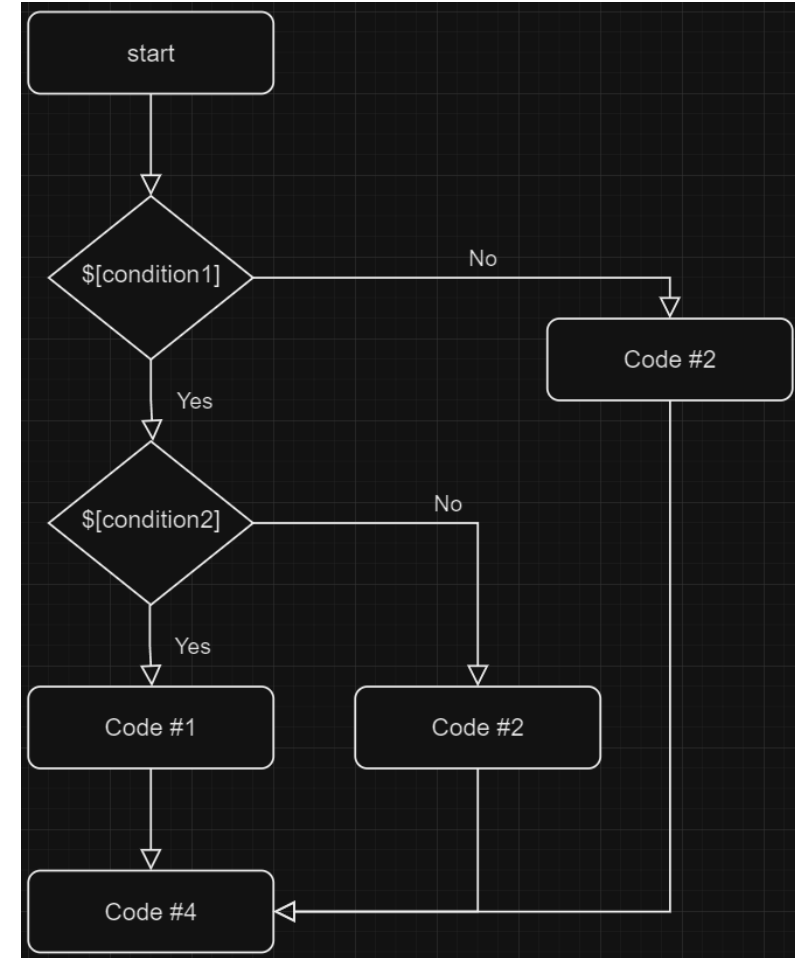 start
$[condition1]
No
Code #2
Yes
$[condition2]
No
Yes
Code #1
Code #2
Code #4